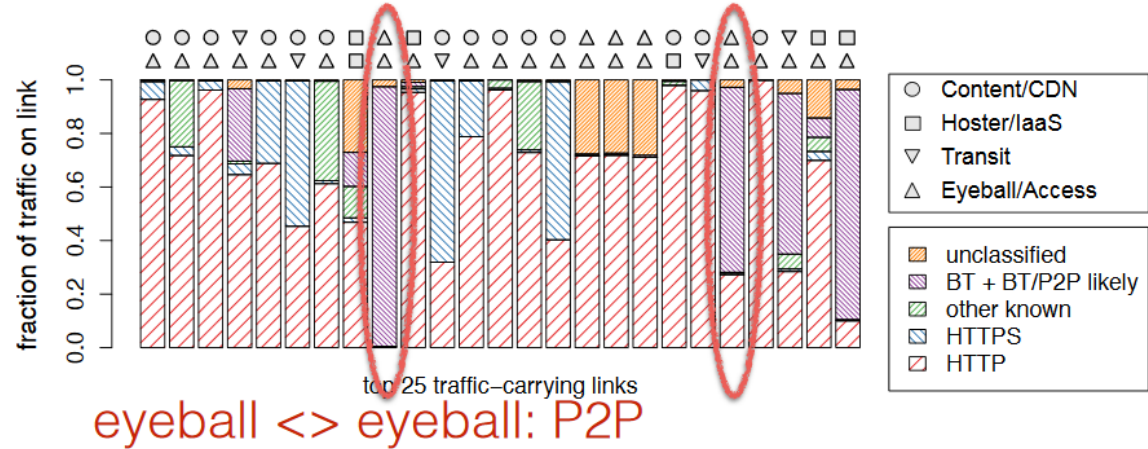 fraction of traffic on link
1.0
0.8
0.6
0.4
0.2
0.0
top 25 traffic-carrying links
Content/CDN
Hoster/IaaS
Transit
Eyeball/Access
unclassified
BT + BT/P2P likely
other known
HTTPS
HTTP
eyeball <> eyeball: P2P